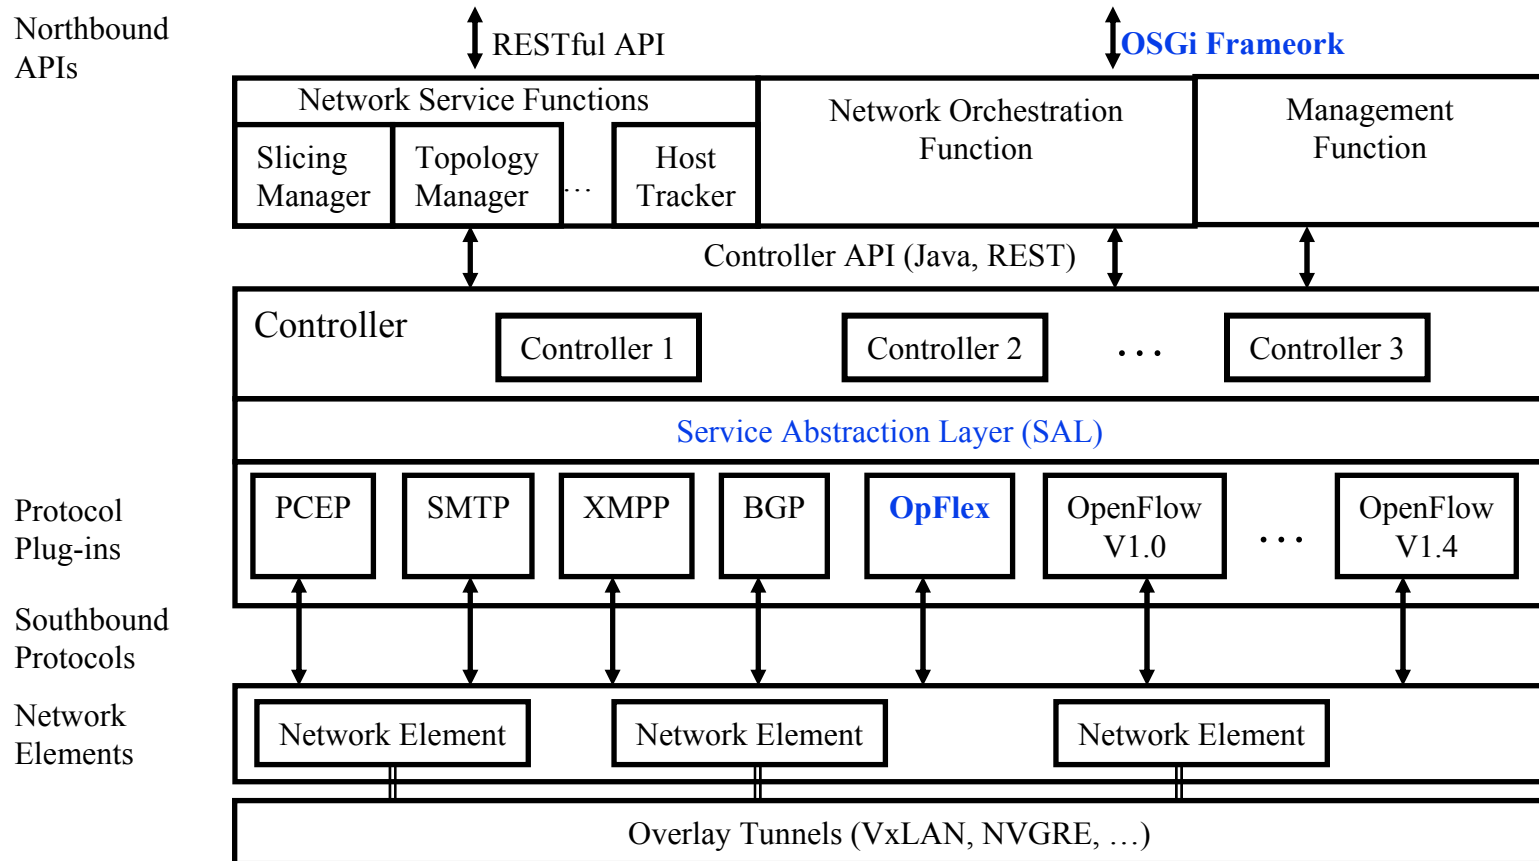 Northbound
APIs
RESTful API
OSGi Frameork
Network Service Functions
Slicing
Manager
Topology
Manager
...
Host
Tracker
Network Orchestration
Function
Management
Function
Controller API (Java, REST)
Controller
Controller 1
Controller 2
...
Controller 3
Service Abstraction Layer (SAL)
Protocol
Plug-ins
PCEP
SMTP
XMPP
BGP
OpFlex
OpenFlow
V1.0
...
OpenFlow
V1.4
Southbound
Protocols
Network
Elements
Network Element
Network Element
Network Element
Overlay Tunnels (VxLAN, NVGRE, …)